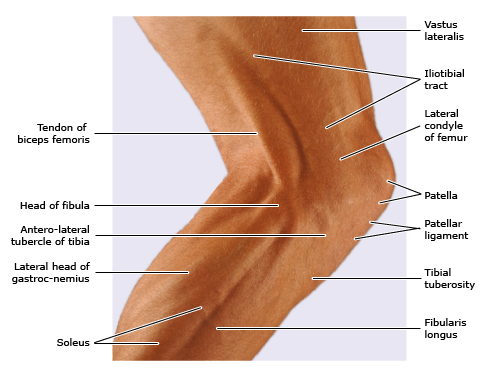 Vastus
lateralis
Iliotibial
tract
Lateral
condyle
of femur
Patella
Patellar
ligament
Tibial
tuberosity
Fibularis
longus
Tendon of
biceps femoris
Head of fibula
Antero-lateral
tubercle of tibia
Lateral head of
gastroc-nemius
Soleus